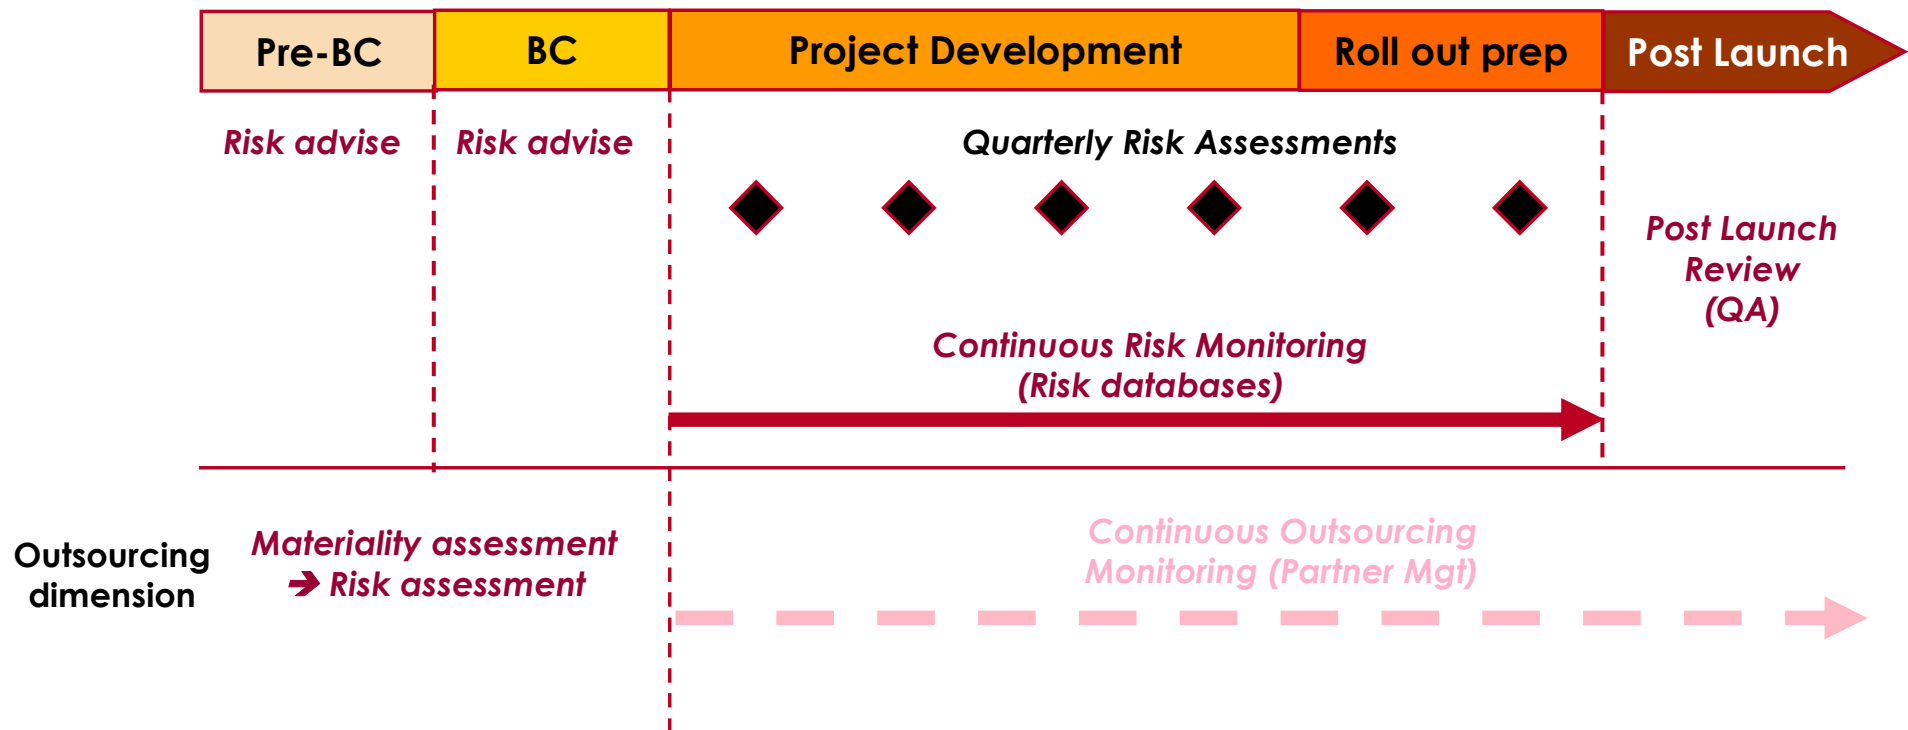 Pre-BC
BC
Project Development
Roll out prep
Post Launch
Risk advise
Risk advise
Quarterly Risk Assessments
Post Launch
Review
(QA)
Continuous Risk Monitoring
(Risk databases)
Outsourcing
dimension
Materiality assessment
➔ Risk assessment
Continuous Outsourcing
Monitoring (Partner Mgt)